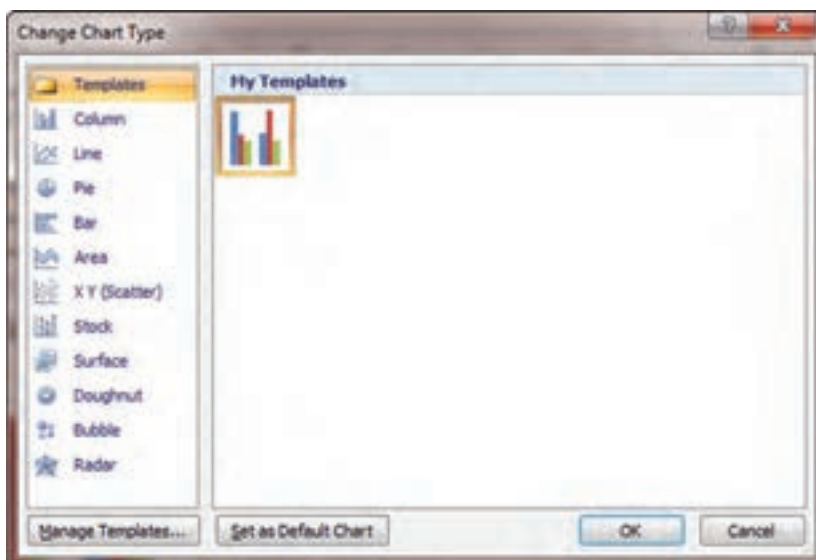 Change Chart Type
Templates
Column
Line
Pie
Bar
Area
X Y (Scatter)
Stock
Surface
Doughnut
Bubble
Radar
My Templates
Manage Templates...
Set as Default Chart
OK
Cancel